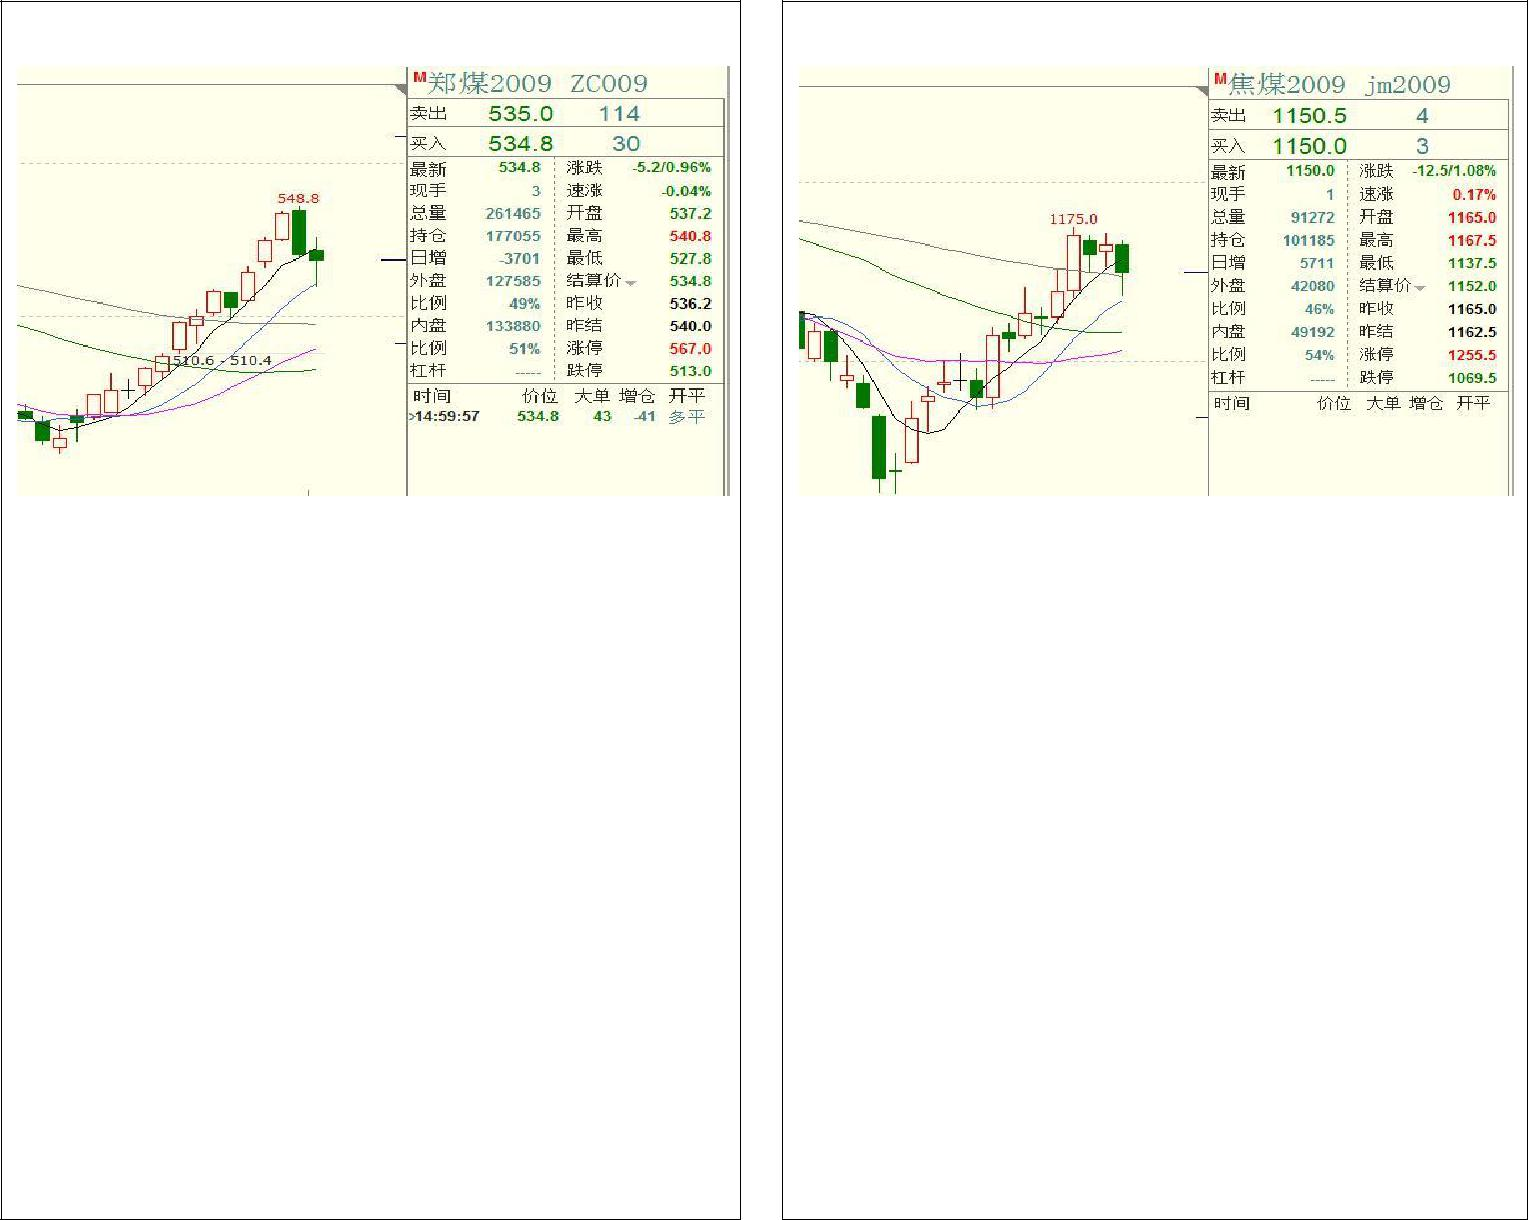 M郑煤2009 ZC009
卖出 535.0 114
买入 534.8 30
最新 534.8 涨跌 -5.2/0.96%
现手 3 速涨 -0.04%
总量 261465 开盘 537.2
持仓 177055 最高 540.8
日增 -3701 最低 527.8
外盘 127585 结算价 534.8
比例 49% 昨收 536.2
内盘 133880 昨结 540.0
比例 51% 涨停 567.0
杠杆 ----- 跌停 513.0
时间 价位 大单 增仓 开平
>14:59:57 534.8 43 -41 多平
548.8
510.6 - 510.4
M焦煤2009 jm2009
卖出 1150.5 4
买入 1150.0 3
最新 1150.0 涨跌 -12.5/1.08%
现手 1 速涨 0.17%
总量 91272 开盘 1165.0
持仓 101185 最高 1167.5
日增 5711 最低 1137.5
外盘 42080 结算价 1152.0
比例 46% 昨收 1165.0
内盘 49192 昨结 1162.5
比例 54% 涨停 1255.5
杠杆 ----- 跌停 1069.5
时间 价位 大单 增仓 开平
1175.0